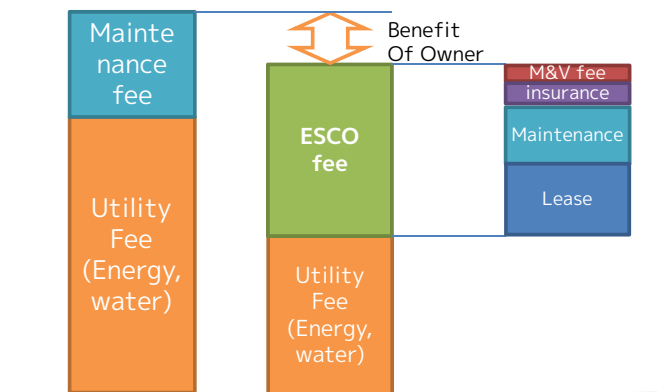 Mainte
nance
fee
Utility
Fee
(Energy,
water)
Benefit
Of Owner
ESCO
fee
Utility
Fee
(Energy,
water)
M&V fee
insurance
Maintenance
Lease